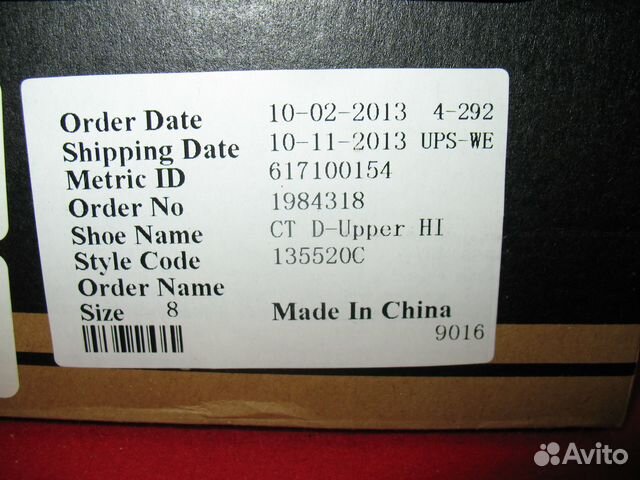 Order Date 10-02-2013 4-292
Shipping Date 10-11-2013 UPS-WE
Metric ID 617100154
Order No 1984318
Shoe Name CT D-Upper HI
Style Code 135520C
Order Name
Size 8 Made In China
9016
Avito